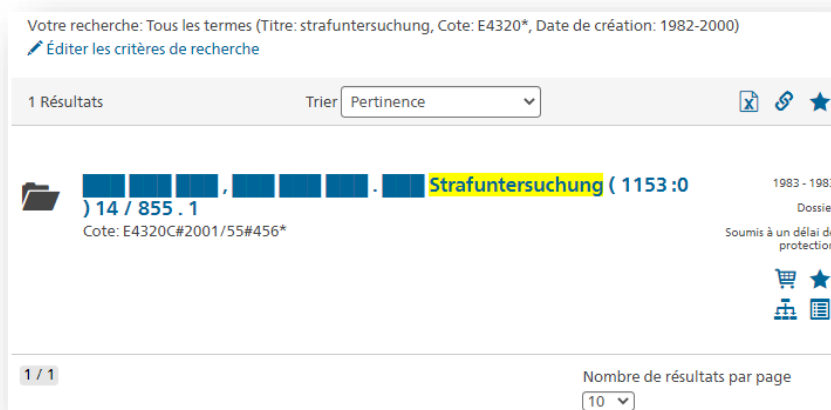 Votre recherche: Tous les termes (Titre: strafuntersuchung, Cote: E4320*, Date de création: 1982-2000)
Éditer les critères de recherche
1 Résultats Trier Pertinence
███ ███ ███ , ███ ███ ███ . ███ Strafuntersuchung ( 1153 :0
) 14 / 855 . 1
Cote: E4320C#2001/55#456*
1983 - 1983
Dossie
Soumis à un délai de
protection
1 / 1
Nombre de résultats par page
10